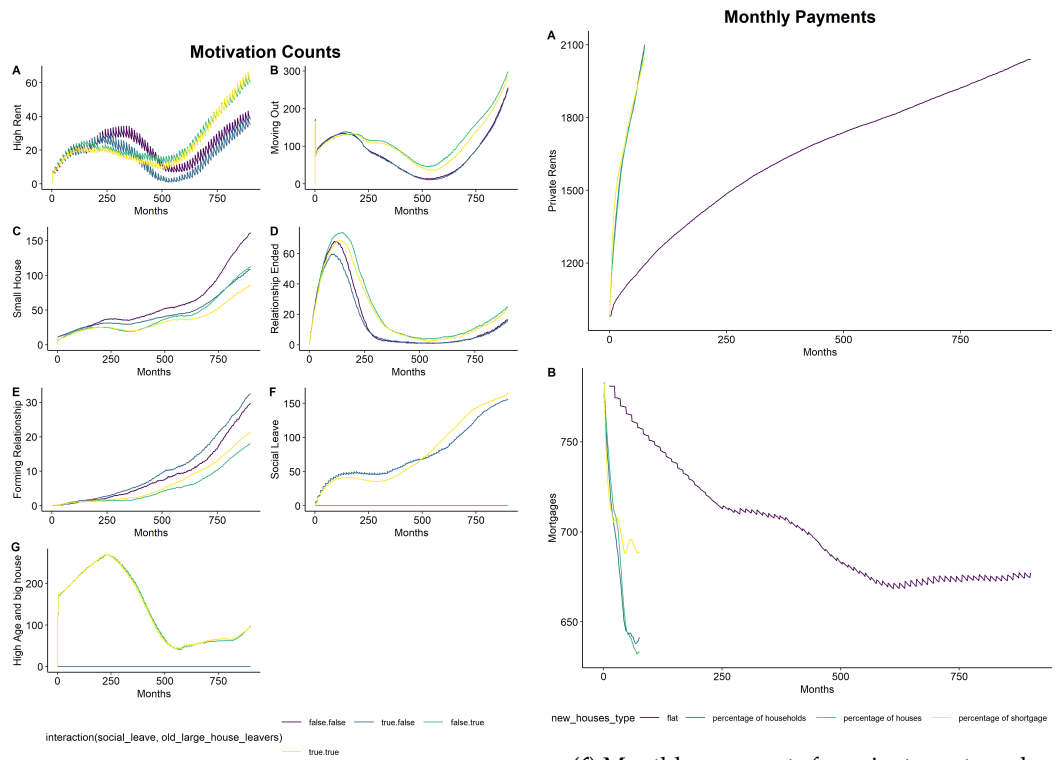 Motivation Counts
A
High Rent
60
40
20
0
0 250 500 750
Months
B
Moving Out
300
200
100
0
0 250 500 750
Months
C
Small House
150
100
50
0
0 250 500 750
Months
D
Relationship Ended
60
40
20
0
0 250 500 750
Months
E
Forming Relationship
30
20
10
0
0 250 500 750
Months
F
Social Leave
150
100
50
0
0 250 500 750
Months
G
High Age and big house
200
100
0
0 250 500 750
Months
interaction(social_leave, old_large_house_leavers)
false.false true.false false.true
true.true
Monthly Payments
A
Private Rents
2100
1800
1500
1200
0 250 500 750
Months
B
Mortgages
750
700
650
0 250 500 750
Months
new_houses_type flat percentage of households percentage of houses percentage of shortage